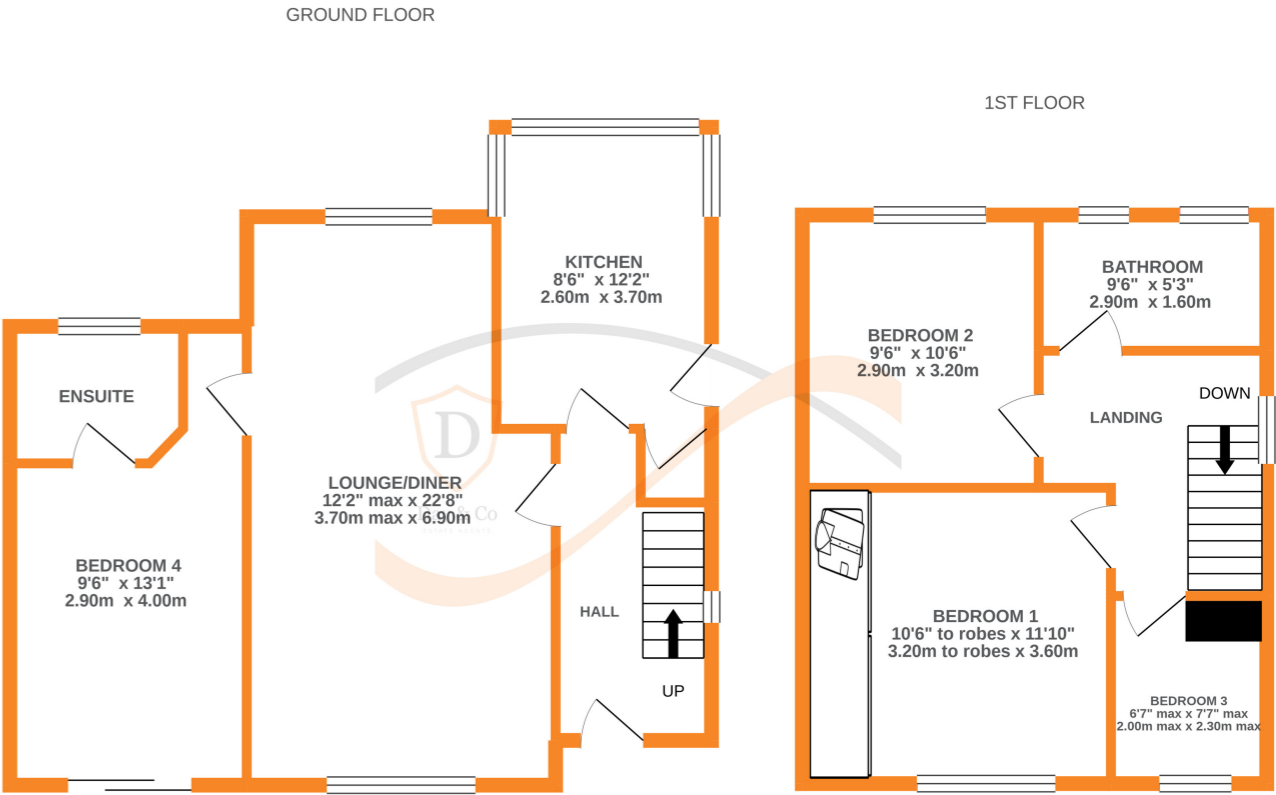 GROUND FLOOR
1ST FLOOR
KITCHEN
8'6" x 12'2"
2.60m x 3.70m
ENSUITE
LOUNGE/DINER
12'2" max x 22'8"
3.70m max x 6.90m
D
& Co
BEDROOM 4
9'6" x 13'1"
2.90m x 4.00m
HALL
UP
BATHROOM
9'6" x 5'3"
2.90m x 1.60m
BEDROOM 2
9'6" x 10'6"
2.90m x 3.20m
DOWN
LANDING
BEDROOM 1
10'6" to robes x 11'10"
3.20m to robes x 3.60m
BEDROOM 3
6'7" max x 7'7" max
2.00m max x 2.30m max